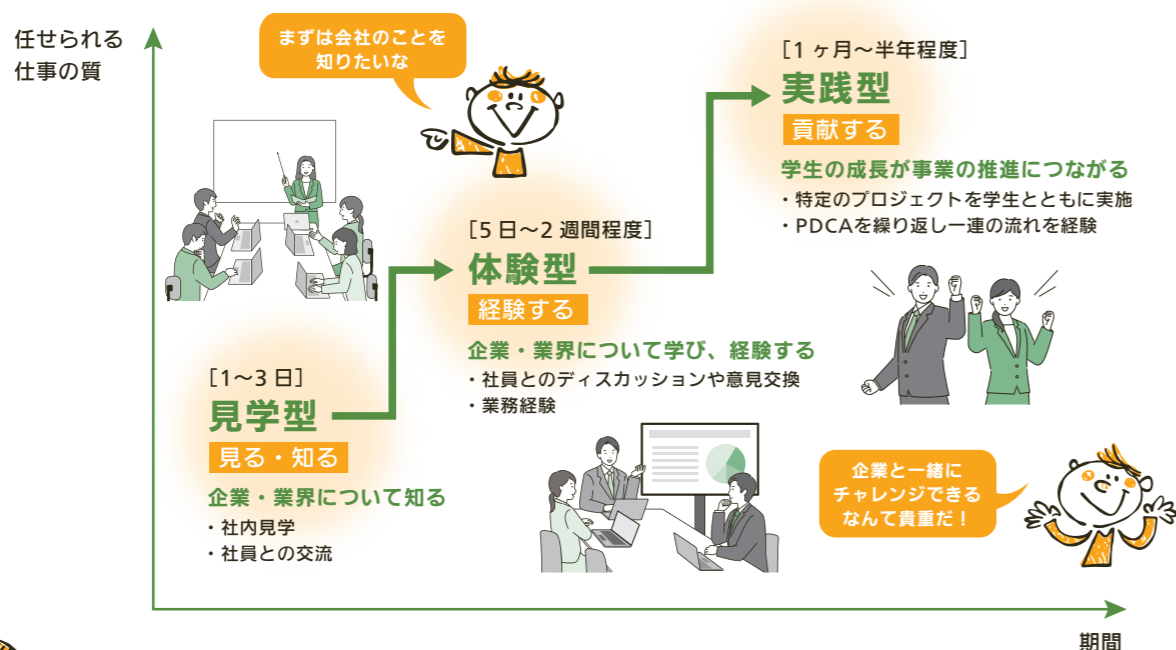 任せられる
仕事の質
まずは会社のことを
知りたいな
[1ヶ月〜半年程度]
実践型
貢献する
学生の成長が事業の推進につながる
・特定のプロジェクトを学生とともに実施
・PDCAを繰り返し一連の流れを経験
[5日〜2週間程度]
体験型
経験する
企業・業界について学び、経験する
・社員とのディスカッションや意見交換
・業務経験
[1〜3日]
見学型
見る・知る
企業・業界について知る
・社内見学
・社員との交流
企業と一緒に
チャレンジできる
なんて貴重だ！
期間